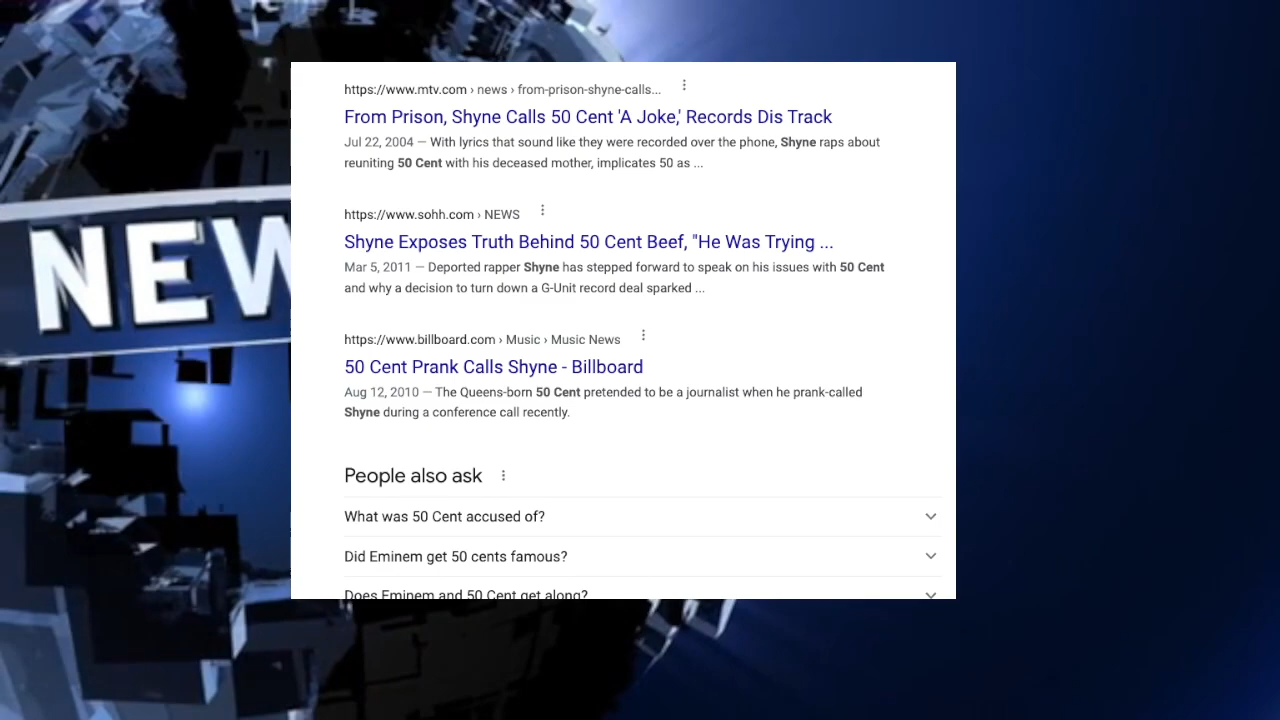 https://www.mtv.com › news › from-prison-shyne-calls...
From Prison, Shyne Calls 50 Cent 'A Joke,' Records Dis Track
Jul 22, 2004 — With lyrics that sound like they were recorded over the phone, Shyne raps about
reuniting 50 Cent with his deceased mother, implicates 50 as ...
https://www.sohh.com › NEWS
Shyne Exposes Truth Behind 50 Cent Beef, "He Was Trying ...
Mar 5, 2011 — Deported rapper Shyne has stepped forward to speak on his issues with 50 Cent
and why a decision to turn down a G-Unit record deal sparked ...
NEW
https://www.billboard.com › Music › Music News
50 Cent Prank Calls Shyne - Billboard
Aug 12, 2010 — The Queens-born 50 Cent pretended to be a journalist when he prank-called
Shyne during a conference call recently.
People also ask
What was 50 Cent accused of?
Did Eminem get 50 cents famous?
Does Eminem and 50 Cent get along?